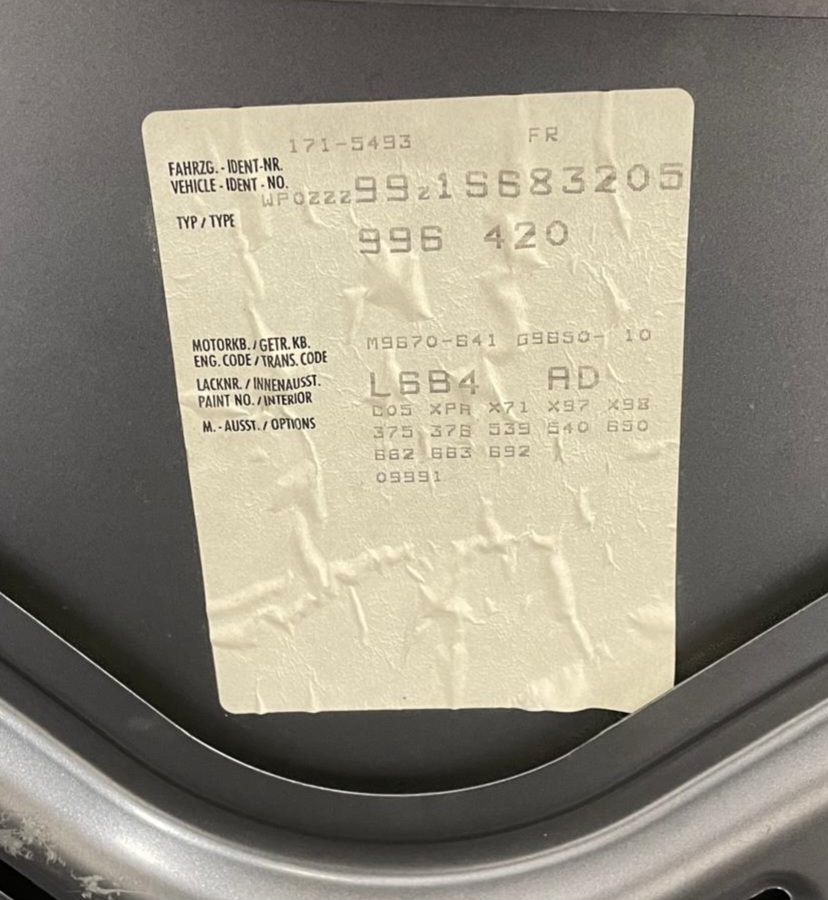 171-5493 FR
FAHRZG.-IDENT-NR.
VEHICLE-IDENT-NO. WP0ZZZ99Z1S683205
TYP / TYPE 996 420
MOTORKB./GETR.KB. M9670-641 G9650- 10
ENG.CODE/TRANS.CODE
LACKNR./INNENAUSST. L6B4 AD
PAINT NO./INTERIOR C05 XPA X71 X97 X98
M.-AUSST./OPTIONS 375 376 539 540 650
662 663 692
09991